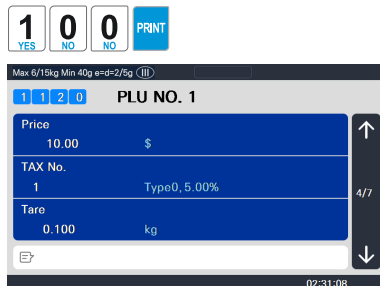 1 0 0 PRINT
YES NO NO
Max 6/15kg Min 40g e=d=2/5g III
1 1 2 0 PLU NO. 1
Price
10.00 $
TAX No.
1 Type0, 5.00%
4/7
Tare
0.100 kg
02:31:08